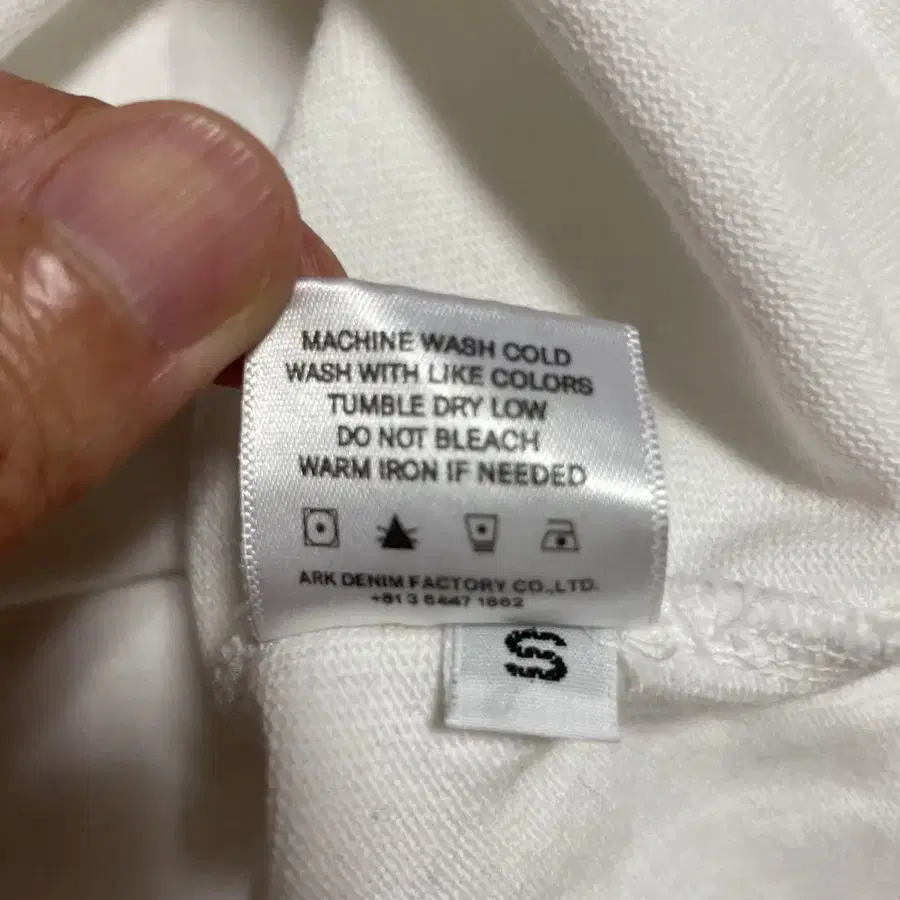 MACHINE WASH COLD
WASH WITH LIKE COLORS
TUMBLE DRY LOW
DO NOT BLEACH
WARM IRON IF NEEDED
ARK DENIM FACTORY CO.,LTD.
+81 3 6447 1862
S